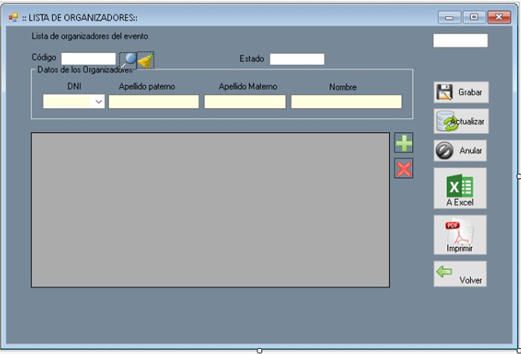 :: LISTA DE ORGANIZADORES::
Lista de organizadores del evento
Código
Estado
Datos de los Organizadores
DNI
Apellido paterno
Apellido Materno
Nombre
Grabar
Actualizar
Anular
A Excel
PDF
Imprimir
Volver